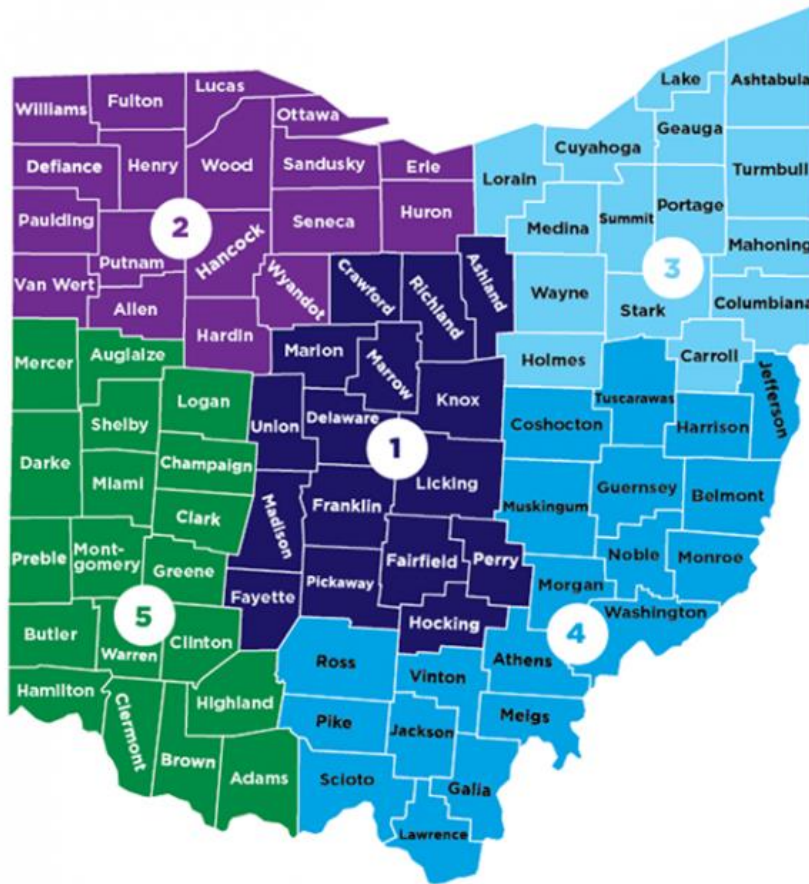 Lake
Ashtabula
Lucas
Fulton
Williams
Ottawa
Geauga
Cuyahoga
Defiance
Henry
Wood
Sandusky
Erie
Lorain
Turmbull
Paulding
Seneca
Huron
Medina
Summit
Portage
2
Putnam
Hancock
Mahoning
Van Wert
Wyandot
Crawford
Richland
Ashland
Wayne
3
Stark
Columbiana
Allen
Hardin
Marion
Marrow
Holmes
Carroll
Mercer
Auglaize
Logan
Knox
Tuscarawas
Jefferson
Shelby
Union
Delaware
Coshocton
Harrison
Darke
Champaign
1
Miami
Licking
Guernsey
Belmont
Clark
Madison
Franklin
Muskingum
Preble
Mont-
gomery
Greene
Fairfield
Perry
Noble
Monroe
Fayette
Pickaway
Morgan
Washington
5
Hocking
4
Butler
Warren
Clinton
Ross
Vinton
Athens
Hamilton
Clermont
Highland
Pike
Jackson
Meigs
Brown
Adams
Scioto
Galia
Lawrence